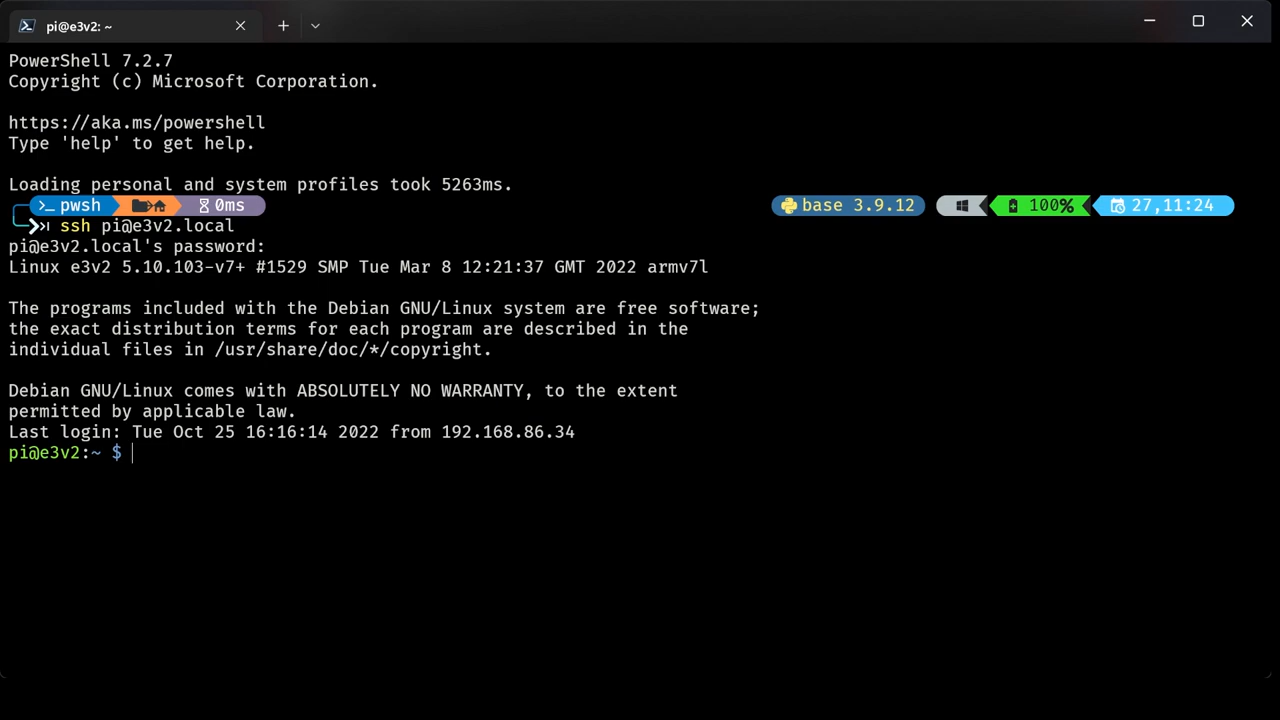 pi@e3v2: ~
PowerShell 7.2.7
Copyright (c) Microsoft Corporation.
https://aka.ms/powershell
Type 'help' to get help.
Loading personal and system profiles took 5263ms.
pwsh 0ms base 3.9.12 100% 27,11:24
ssh pi@e3v2.local
pi@e3v2.local's password:
Linux e3v2 5.10.103-v7+ #1529 SMP Tue Mar 8 12:21:37 GMT 2022 armv7l
The programs included with the Debian GNU/Linux system are free software;
the exact distribution terms for each program are described in the
individual files in /usr/share/doc/*/copyright.
Debian GNU/Linux comes with ABSOLUTELY NO WARRANTY, to the extent
permitted by applicable law.
Last login: Tue Oct 25 16:16:14 2022 from 192.168.86.34
pi@e3v2:~ $